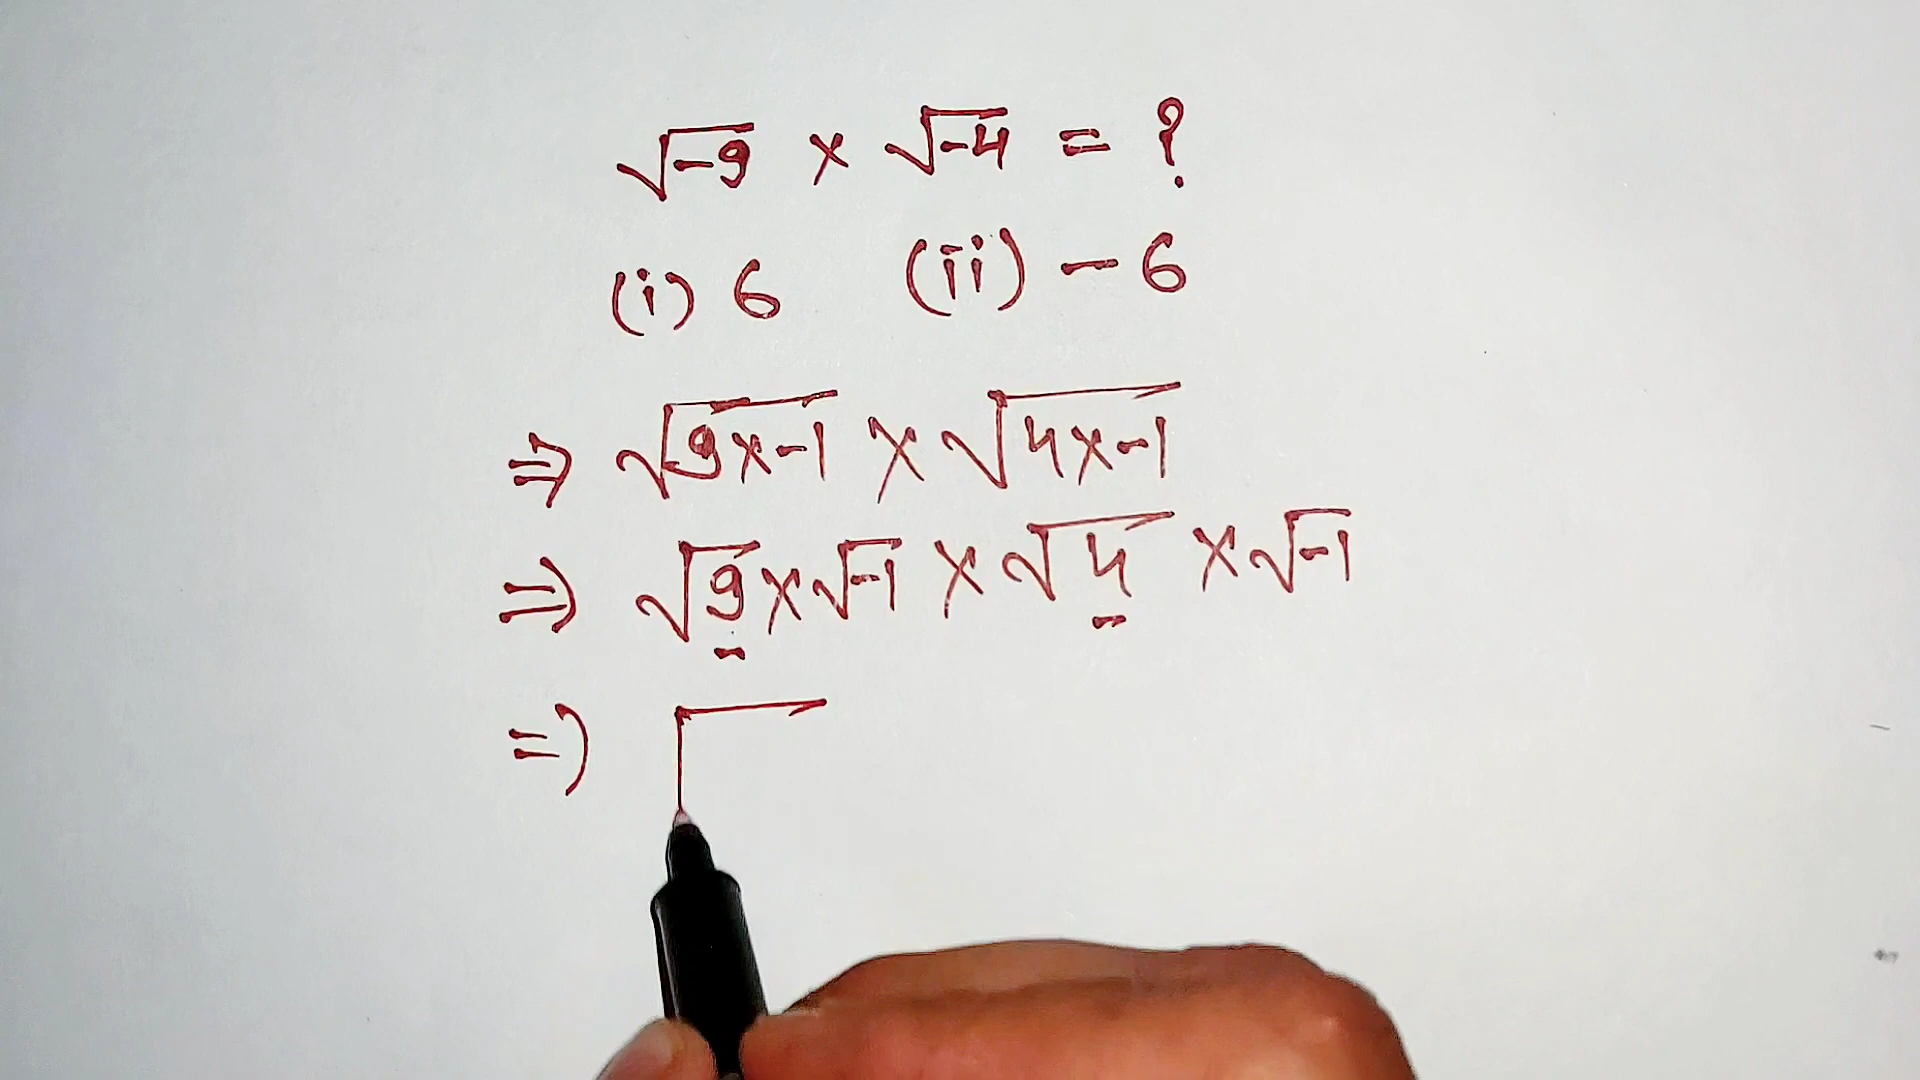 √-9 × √-4 = ?
(i) 6 (ii) - 6
⇒ √9×-1 × √4×-1
⇒ √9 × √-1 × √4 × √-1
⇒ √